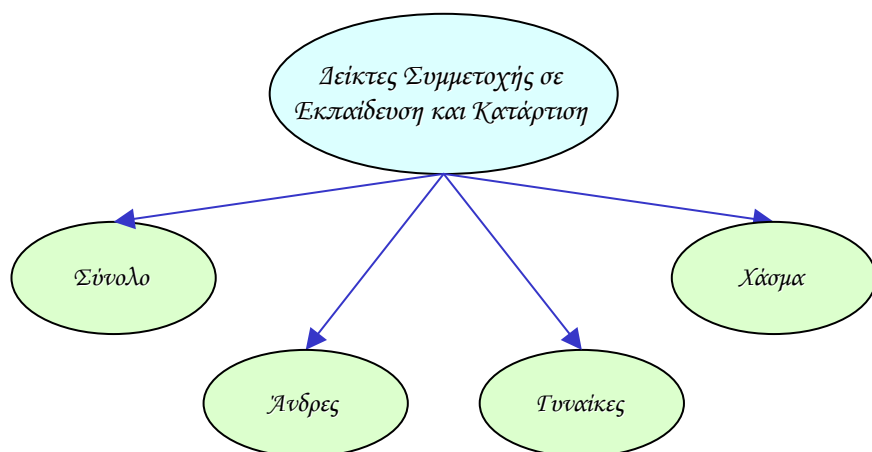 Δείκτες Συμμετοχής σε
Εκπαίδευση και Κατάρτιση
Σύνολο
Χάσμα
Άνδρες
Γυναίκες